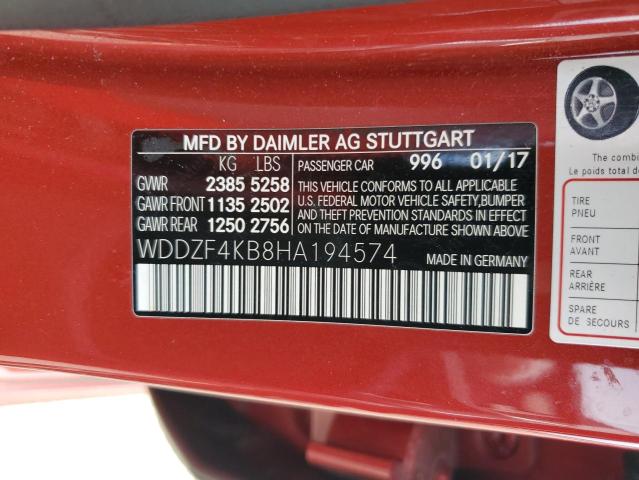 MFD BY DAIMLER AG STUTTGART
KG LBS
PASSENGER CAR 996 01/17
GVWR 2385 5258
GAWR FRONT 1135 2502
GAWR REAR 1250 2756
THIS VEHICLE CONFORMS TO ALL APPLICABLE
U.S. FEDERAL MOTOR VEHICLE SAFETY,BUMPER
AND THEFT PREVENTION STANDARDS IN EFFECT
ON THE DATE OF MANUFACTURE SHOWN ABOVE.
WDDZF4KB8HA194574 MADE IN GERMANY
The combi
Le poids total d
TIRE
PNEU
FRONT
AVANT
REAR
ARRIÈRE
SPARE
DE SECOURS